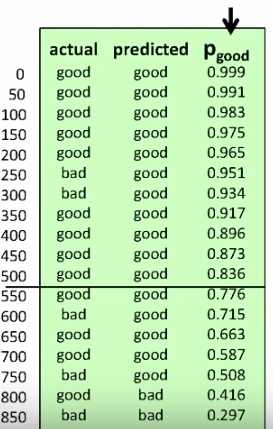 actual predicted Pgood
0 good good 0.999
50 good good 0.991
100 good good 0.983
150 good good 0.975
200 good good 0.965
250 bad good 0.951
300 bad good 0.934
350 good good 0.917
400 good good 0.896
450 good good 0.873
500 good good 0.836
550 good good 0.776
600 bad good 0.715
650 good good 0.663
700 good good 0.587
750 bad good 0.508
800 good bad 0.416
850 bad bad 0.297